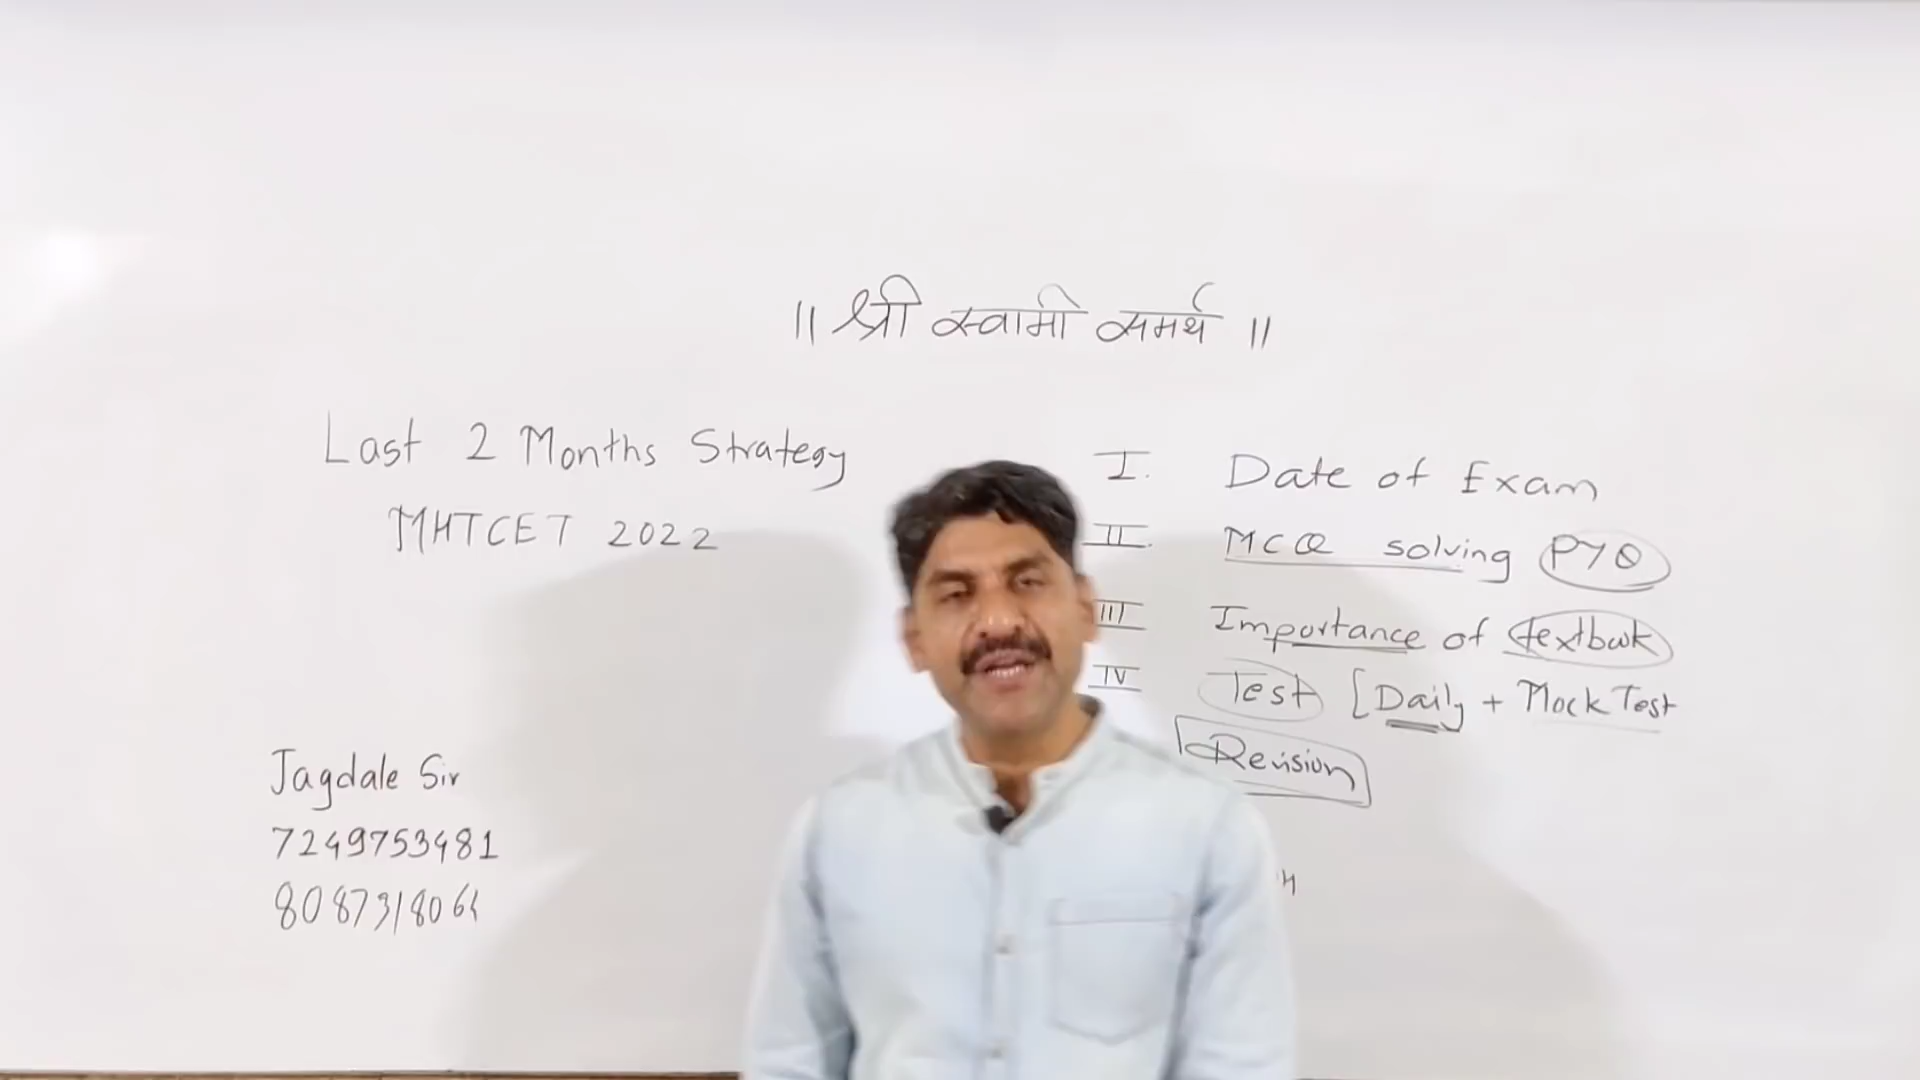 ॥ श्री स्वामी समर्थ ॥
Last 2 Months Strategy
MHTCET 2022
I. Date of Exam
II. MCQ solving PYQ
III Importance of textbook
IV Test [Daily + Mock Test
Revision
Jagdale Sir
7249753481
8087318064